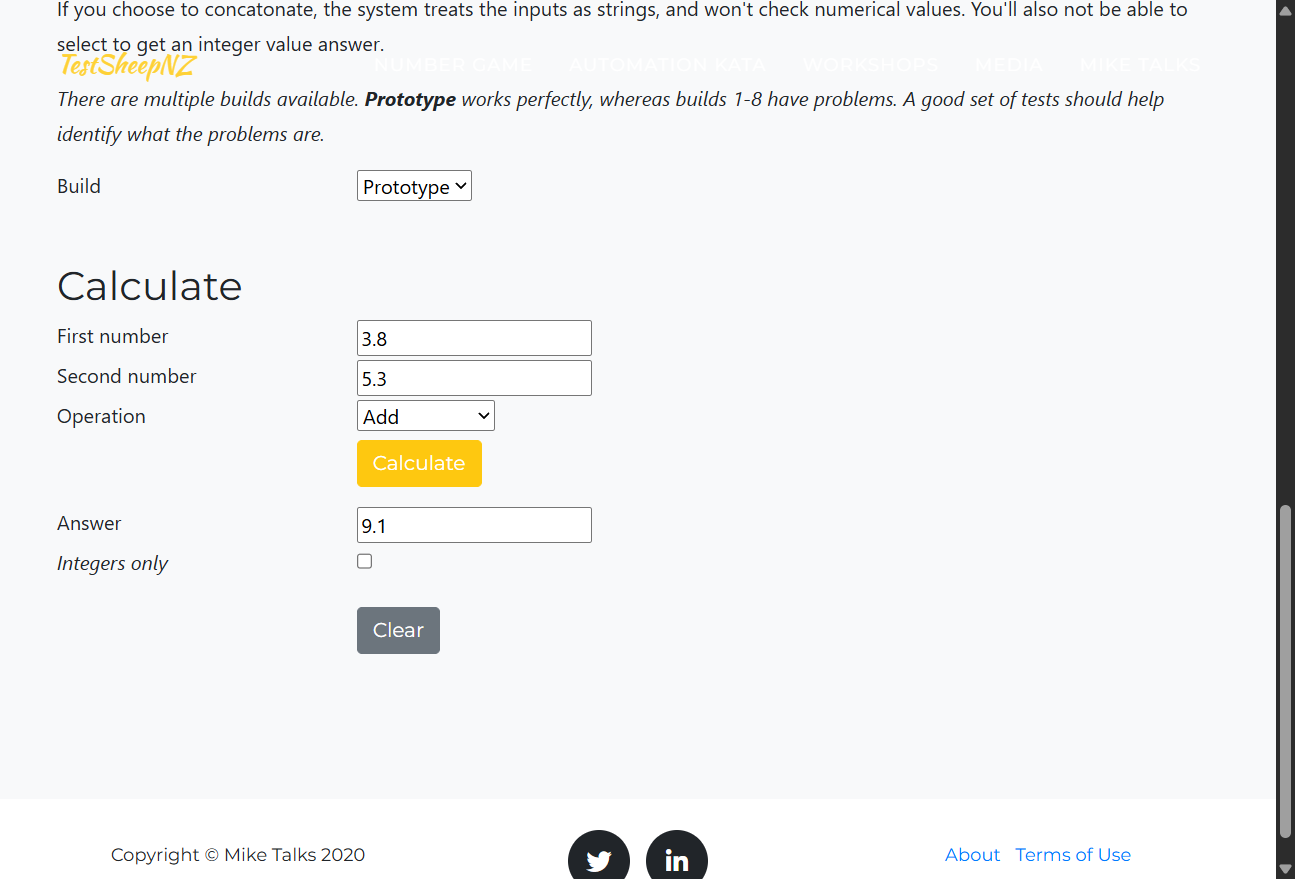 If you choose to concatonate, the system treats the inputs as strings, and won't check numerical values. You'll also not be able to
select to get an integer value answer.
TestSheepNZ NUMBER GAME AUTOMATION KATA WORKSHOPS MEDIA MIKE TALKS
There are multiple builds available. Prototype works perfectly, whereas builds 1-8 have problems. A good set of tests should help
identify what the problems are.
Build Prototype
Calculate
First number 3.8
Second number 5.3
Operation Add
Calculate
Answer 9.1
Integers only
Clear
Copyright © Mike Talks 2020 in About Terms of Use